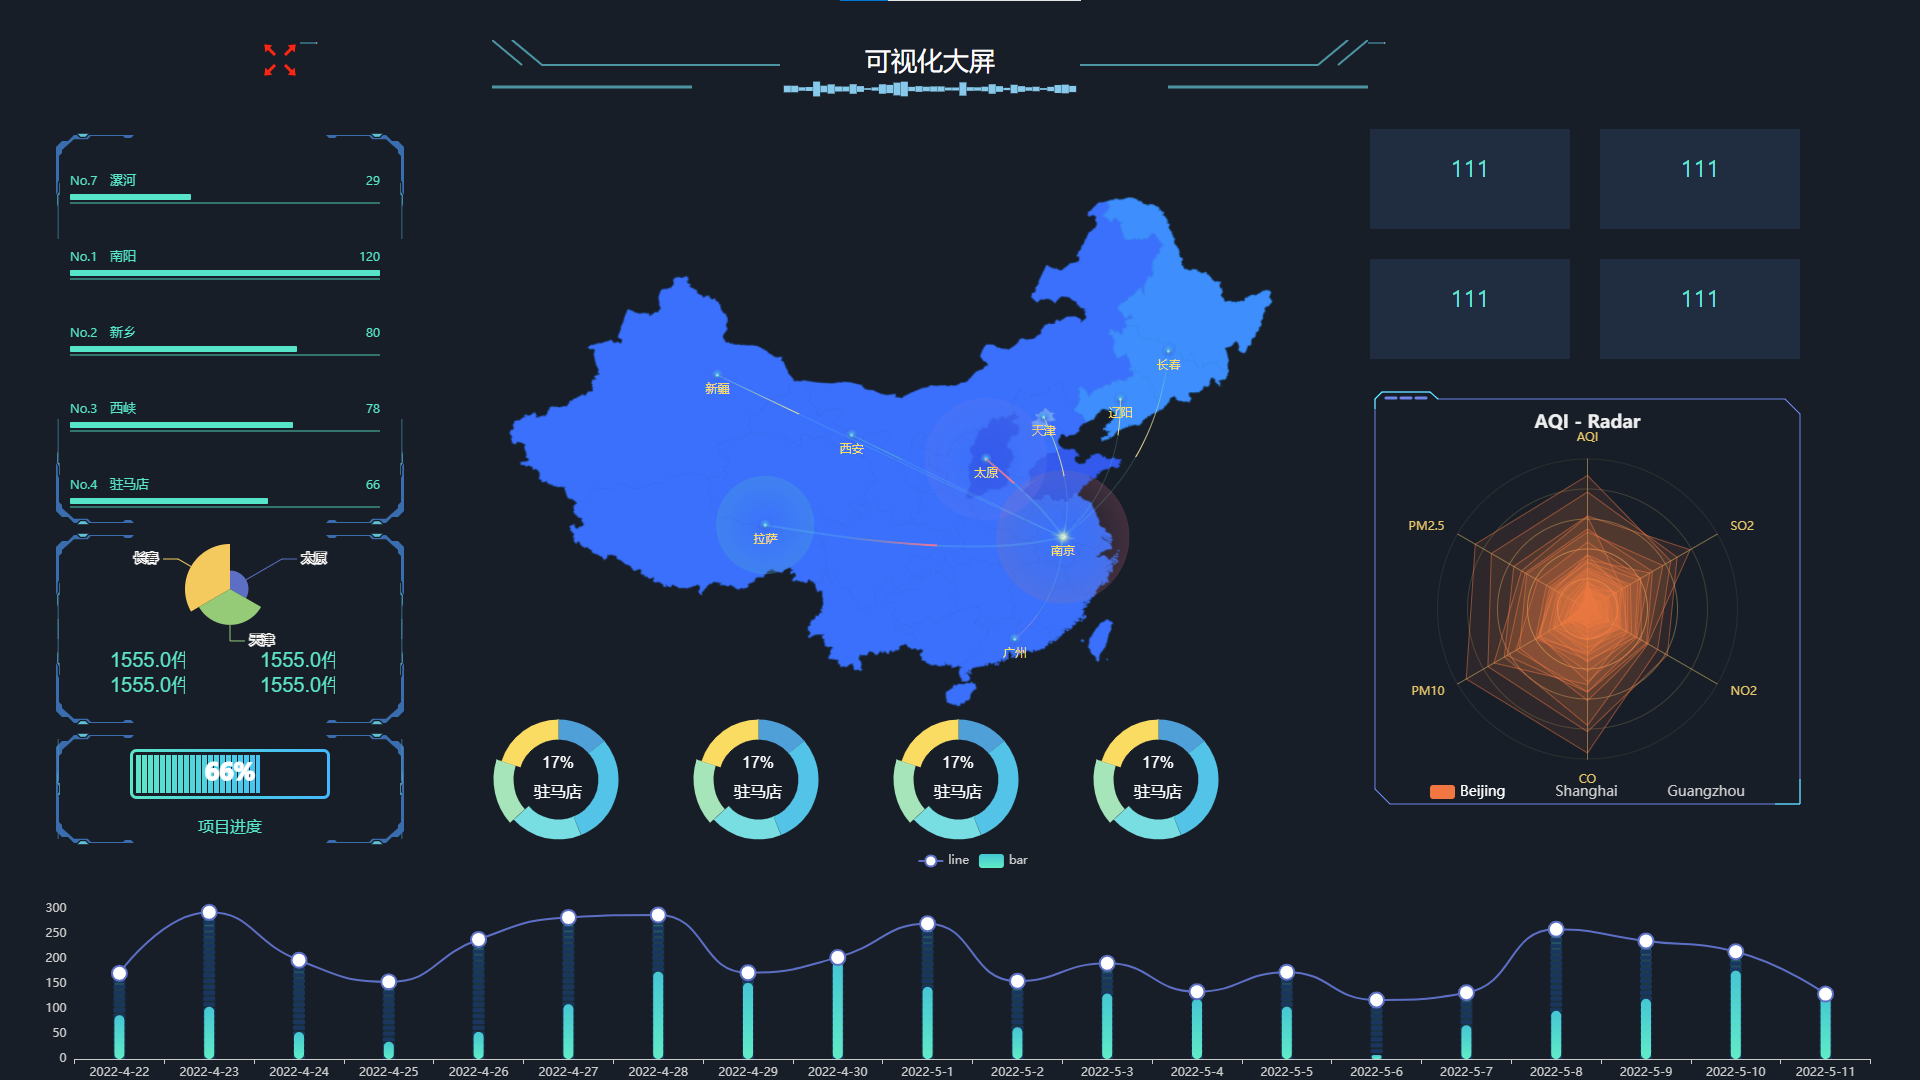 可视化大屏
No.7 漯河 29
No.1 南阳 120
No.2 新乡 80
No.3 西峡 78
No.4 驻马店 66
长春 太原
天津
1555.0件 1555.0件
1555.0件 1555.0件
66%
项目进度
长春
新疆
辽阳
天津
西安
太原
拉萨
南京
广州
17%
驻马店
17%
驻马店
17%
驻马店
17%
驻马店
111 111
111 111
AQI - Radar
AQI
PM2.5 SO2
PM10 NO2
CO
Beijing Shanghai Guangzhou
line bar
300
250
200
150
100
50
0
2022-4-22 2022-4-23 2022-4-24 2022-4-25 2022-4-26 2022-4-27 2022-4-28 2022-4-29 2022-4-30 2022-5-1 2022-5-2 2022-5-3 2022-5-4 2022-5-5 2022-5-6 2022-5-7 2022-5-8 2022-5-9 2022-5-10 2022-5-11